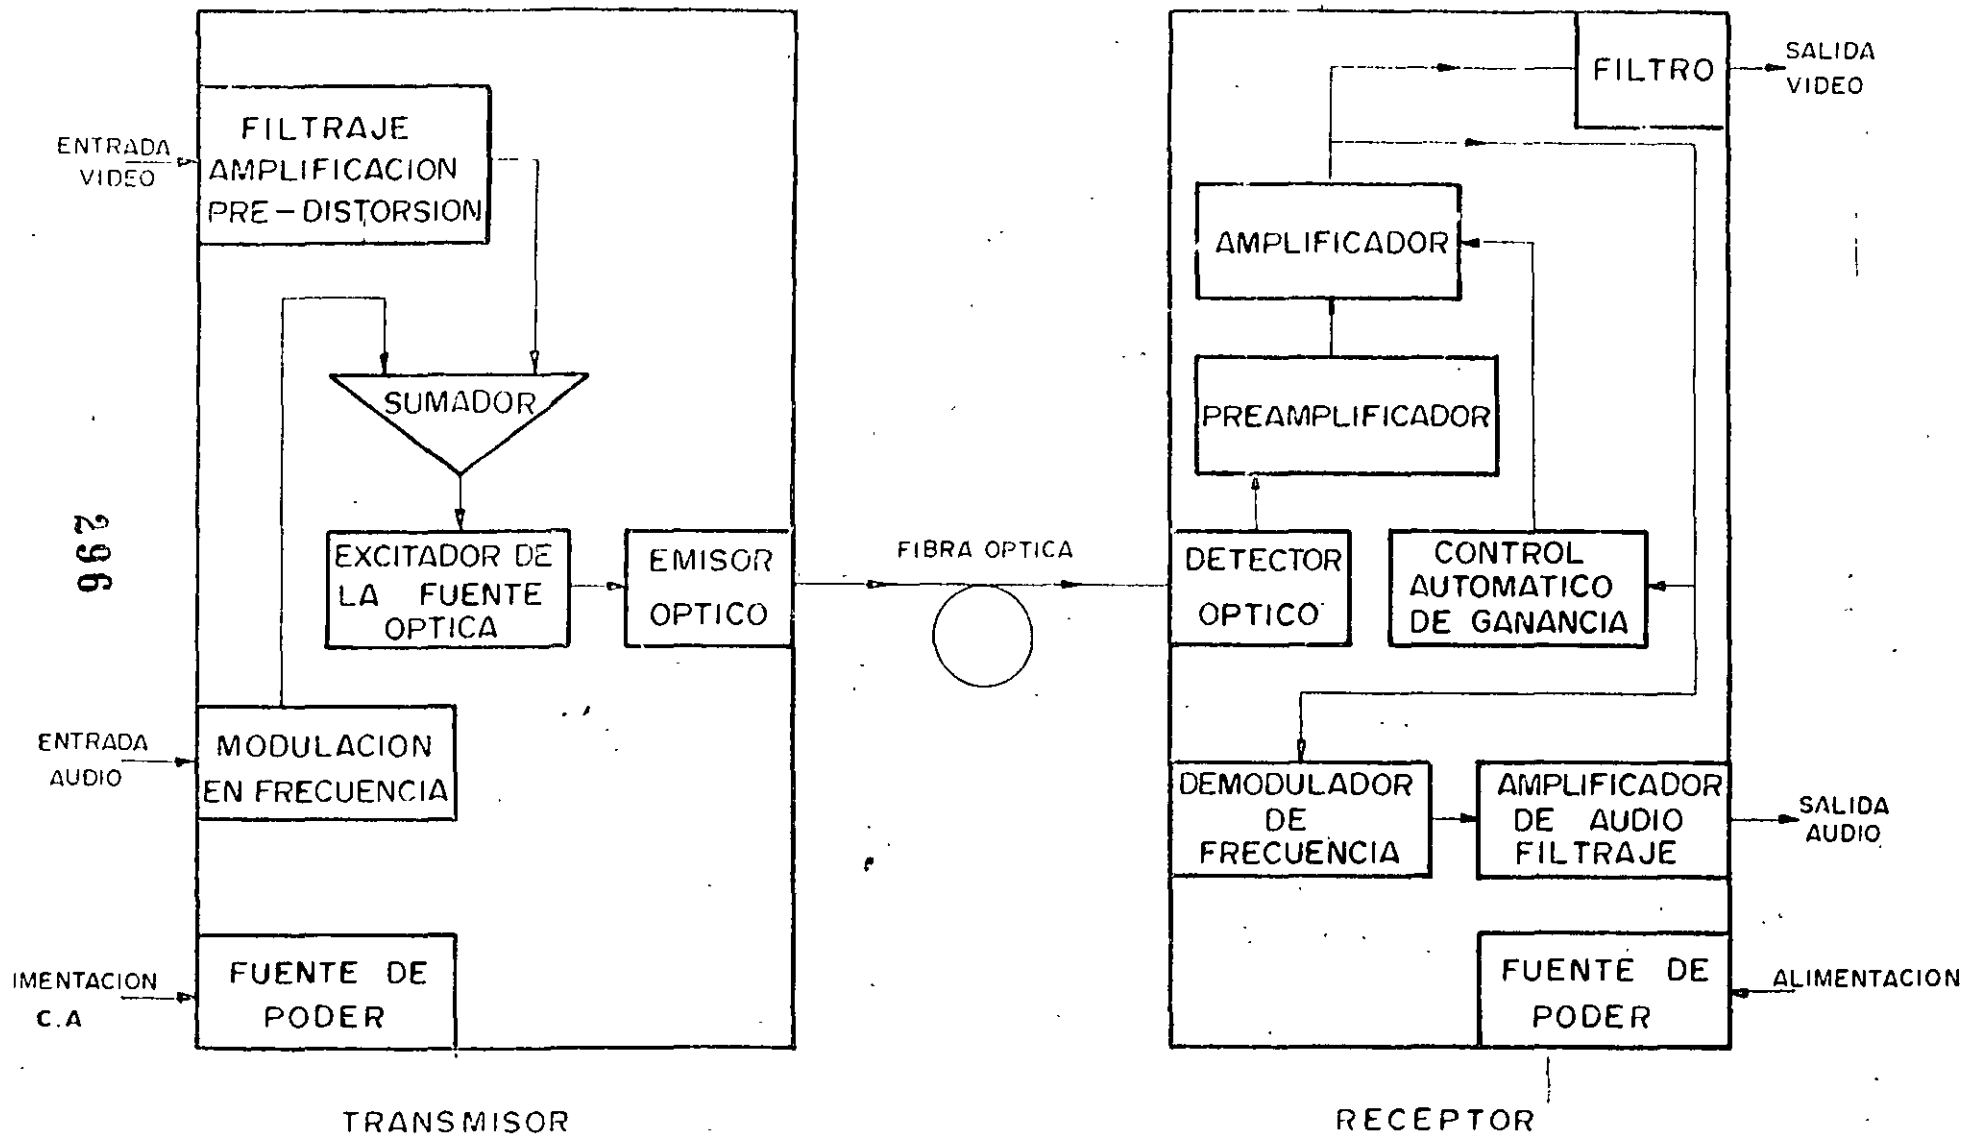 ENTRADA
VIDEO
FILTRAJE
AMPLIFICACION
PRE-DISTORSION
SUMADOR
EXCITADOR DE
LA FUENTE
OPTICA
EMISOR
OPTICO
296
ENTRADA
AUDIO
MODULACION
EN FRECUENCIA
IMENTACION
C.A
FUENTE DE
PODER
TRANSMISOR
FIBRA OPTICA
FILTRO
SALIDA
VIDEO
AMPLIFICADOR
PREAMPLIFICADOR
DETECTOR
OPTICO
CONTROL
AUTOMATICO
DE GANANCIA
DEMODULADOR
DE
FRECUENCIA
AMPLIFICADOR
DE AUDIO
FILTRAJE
SALIDA
AUDIO
FUENTE DE
PODER
ALIMENTACION
RECEPTOR